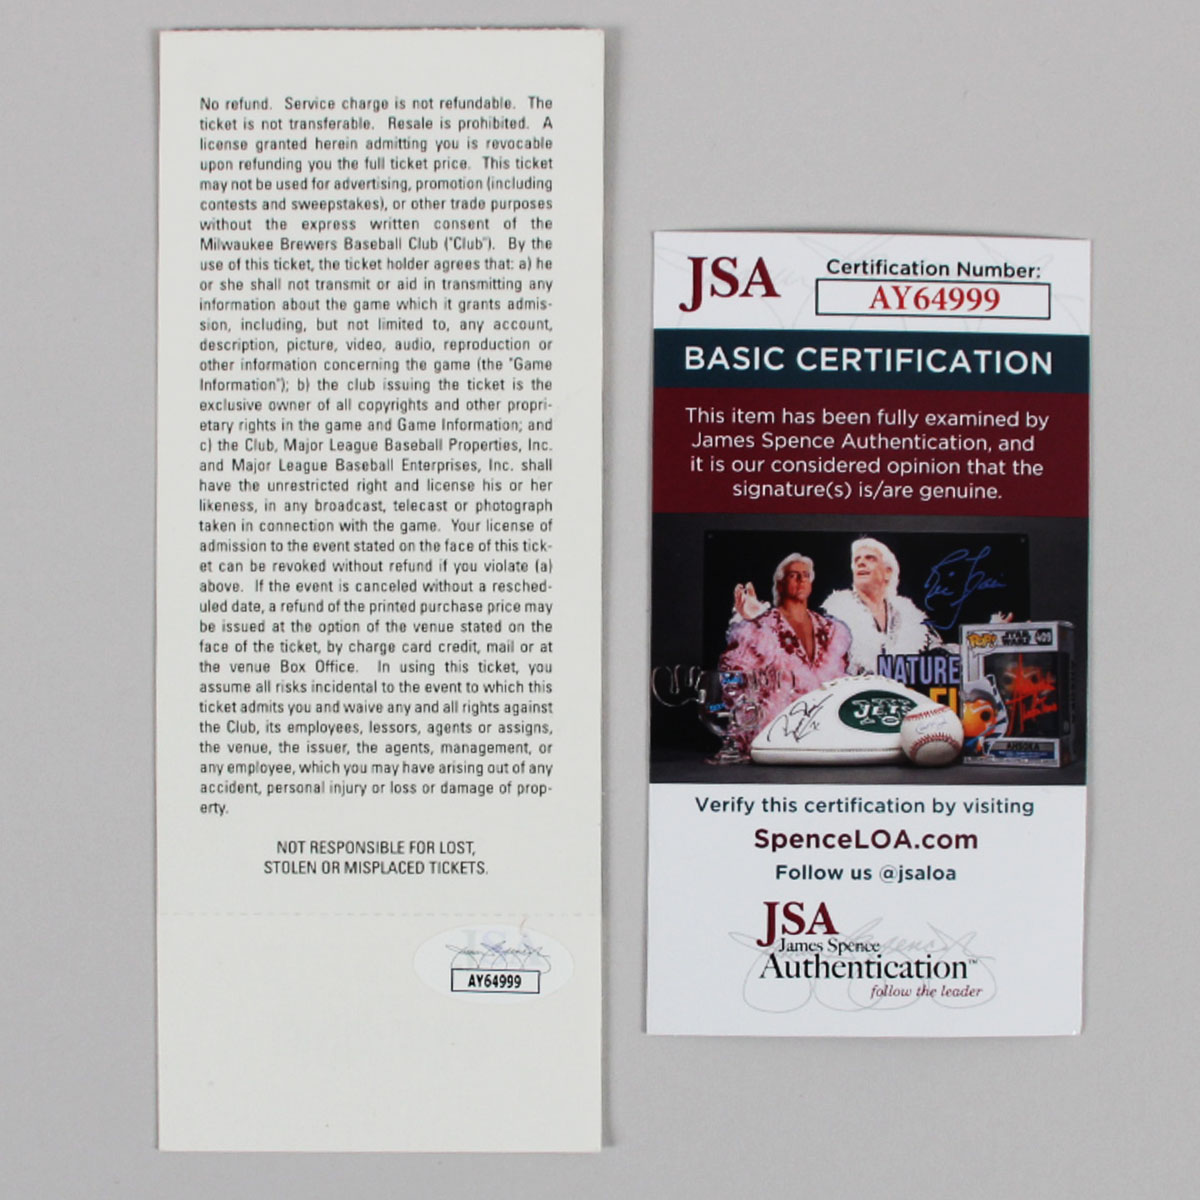 No refund. Service charge is not refundable. The
ticket is not transferable. Resale is prohibited. A
license granted herein admitting you is revocable
upon refunding you the full ticket price. This ticket
may not be used for advertising, promotion (including
contests and sweepstakes), or other trade purposes
without the express written consent of the
Milwaukee Brewers Baseball Club ("Club"). By the
use of this ticket, the ticket holder agrees that: a) he
or she shall not transmit or aid in transmitting any
information about the game which it grants admis-
sion, including, but not limited to, any account,
description, picture, video, audio, reproduction or
other information concerning the game (the "Game
Information"); b) the club issuing the ticket is the
exclusive owner of all copyrights and other propri-
etary rights in the game and Game Information; and
c) the Club, Major League Baseball Properties, Inc.
and Major League Baseball Enterprises, Inc. shall
have the unrestricted right and license his or her
likeness, in any broadcast, telecast or photograph
taken in connection with the game. Your license of
admission to the event stated on the face of this tick-
et can be revoked without refund if you violate (a)
above. If the event is canceled without a resched-
uled date, a refund of the printed purchase price may
be issued at the option of the venue stated on the
face of the ticket, by charge card credit, mail or at
the venue Box Office. In using this ticket, you
assume all risks incidental to the event to which this
ticket admits you and waive any and all rights against
the Club, its employees, lessors, agents or assigns,
the venue, the issuer, the agents, management, or
any employee, which you may have arising out of any
accident, personal injury or loss or damage of prop-
erty.
NOT RESPONSIBLE FOR LOST,
STOLEN OR MISPLACED TICKETS.
JSA
AY64999
JSA
Certification Number:
AY64999
BASIC CERTIFICATION
This item has been fully examined by
James Spence Authentication, and
it is our considered opinion that the
signature(s) is/are genuine.
NATURE
JETS
POP!
STAR WARS
409
AHSOKA
Verify this certification by visiting
SpenceLOA.com
Follow us @jsaloa
JSA
James Spence
Authentication™
follow the leader